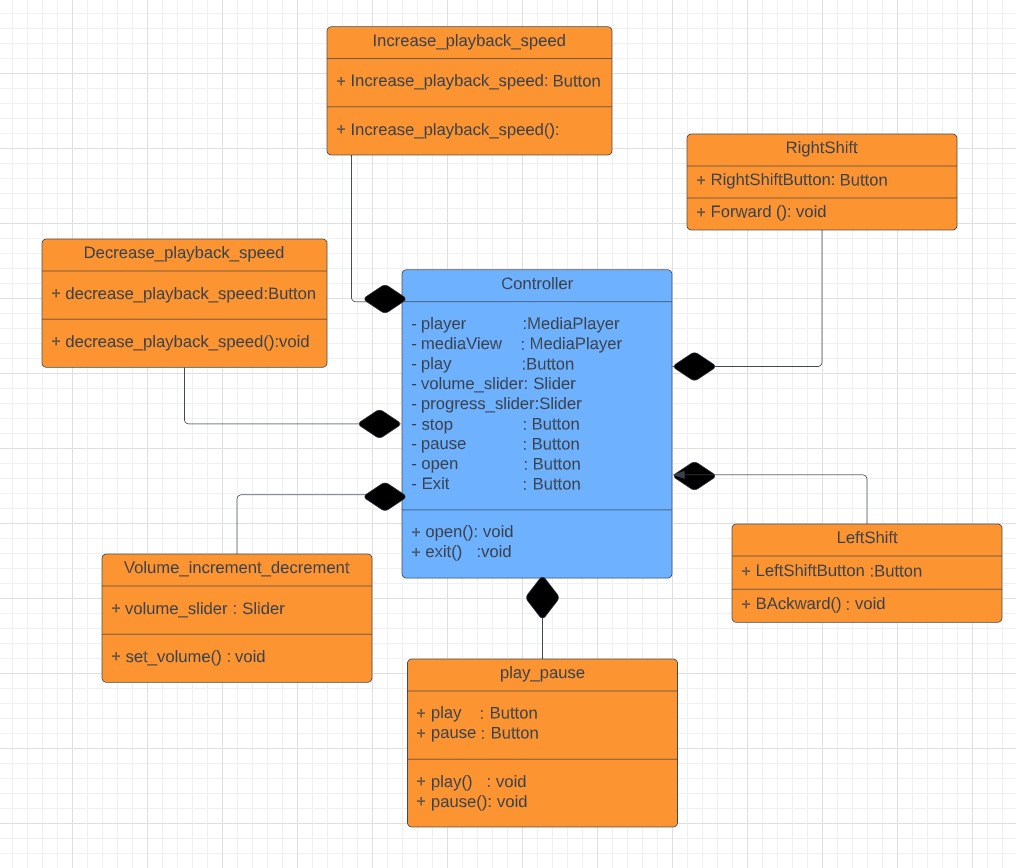 Increase_playback_speed
+ Increase_playback_speed: Button
+ Increase_playback_speed():
RightShift
+ RightShiftButton: Button
+ Forward (): void
Decrease_playback_speed
+ decrease_playback_speed:Button
+ decrease_playback_speed():void
Controller
- player :MediaPlayer
- mediaView : MediaPlayer
- play :Button
- volume_slider: Slider
- progress_slider:Slider
- stop : Button
- pause : Button
- open : Button
- Exit : Button
+ open(): void
+ exit() :void
Volume_increment_decrement
+ volume_slider : Slider
+ set_volume() : void
LeftShift
+ LeftShiftButton :Button
+ BAckward() : void
play_pause
+ play : Button
+ pause : Button
+ play() : void
+ pause(): void